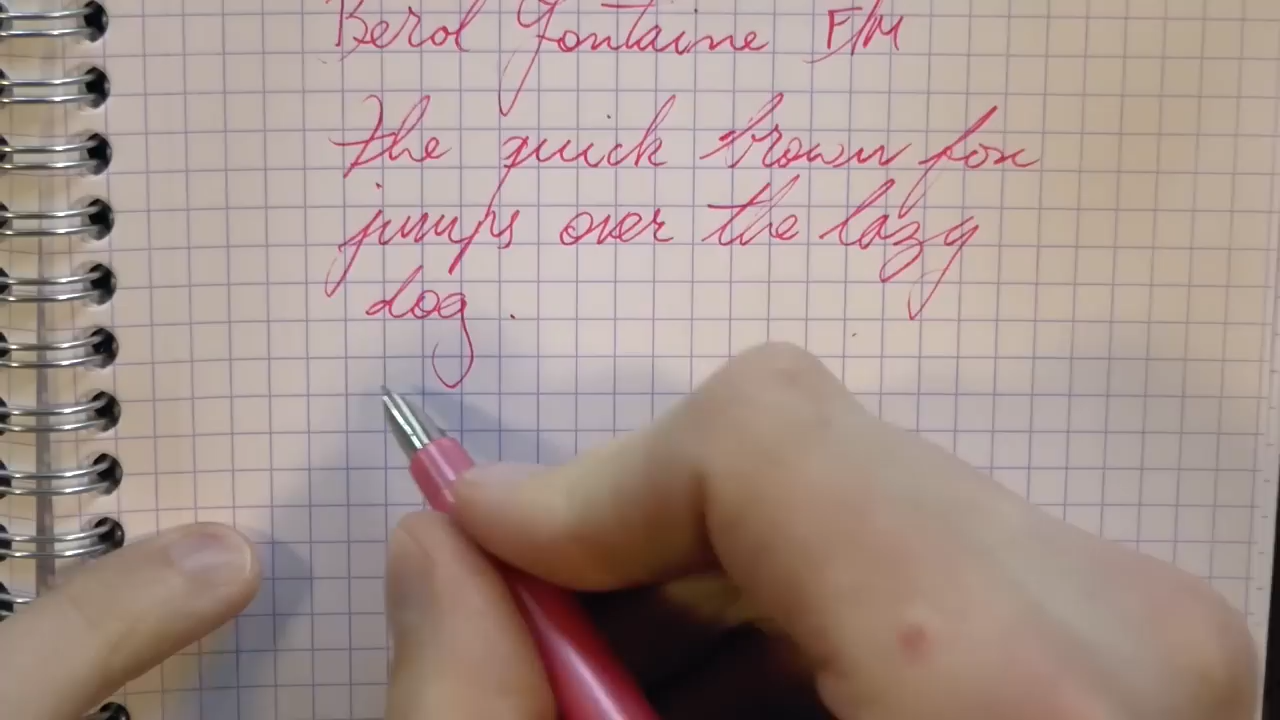 Berol Fontaine F/M
the quick brown fox
jumps over the lazy
dog.